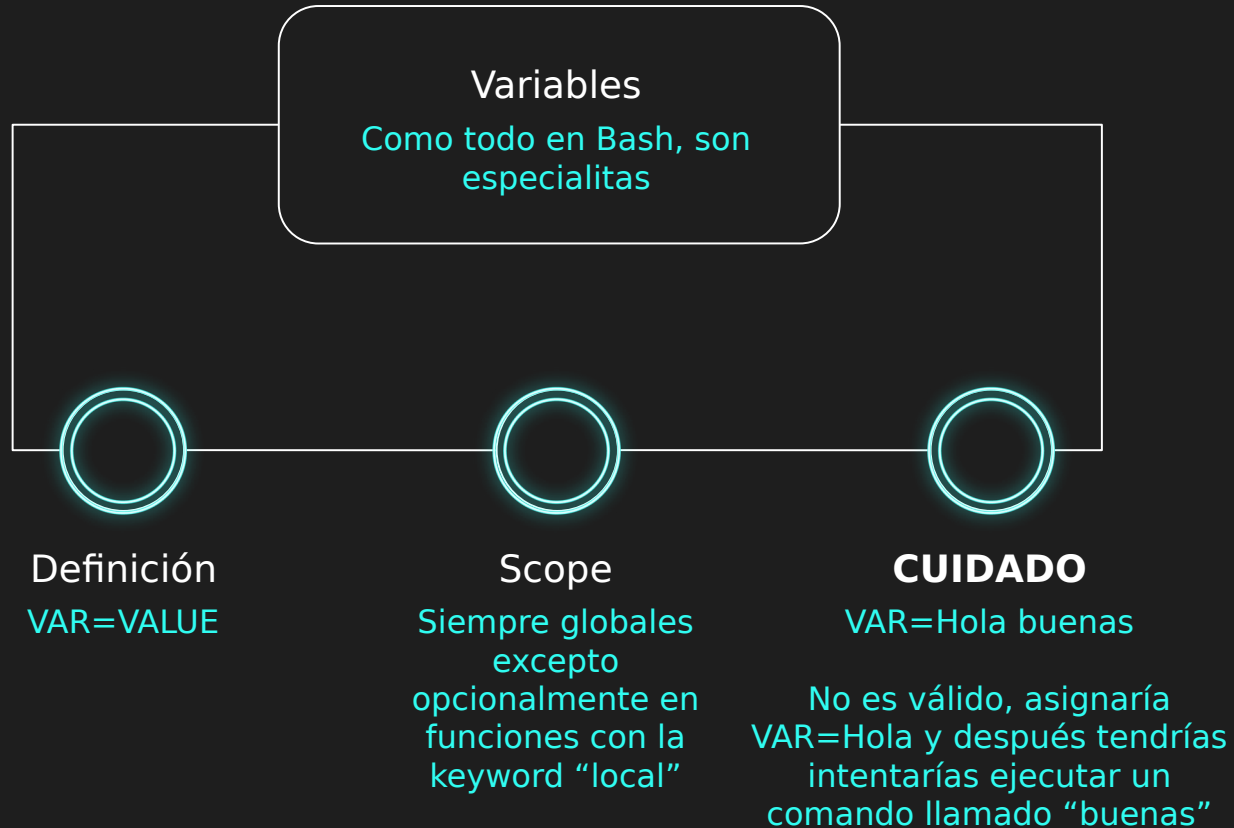 Variables
Como todo en Bash, son
especialitas
Definición
VAR=VALUE
Scope
Siempre globales
excepto
opcionalmente en
funciones con la
keyword “local”
CUIDADO
VAR=Hola buenas
No es válido, asignaría
VAR=Hola y después tendrías
intentarías ejecutar un
comando llamado “buenas”